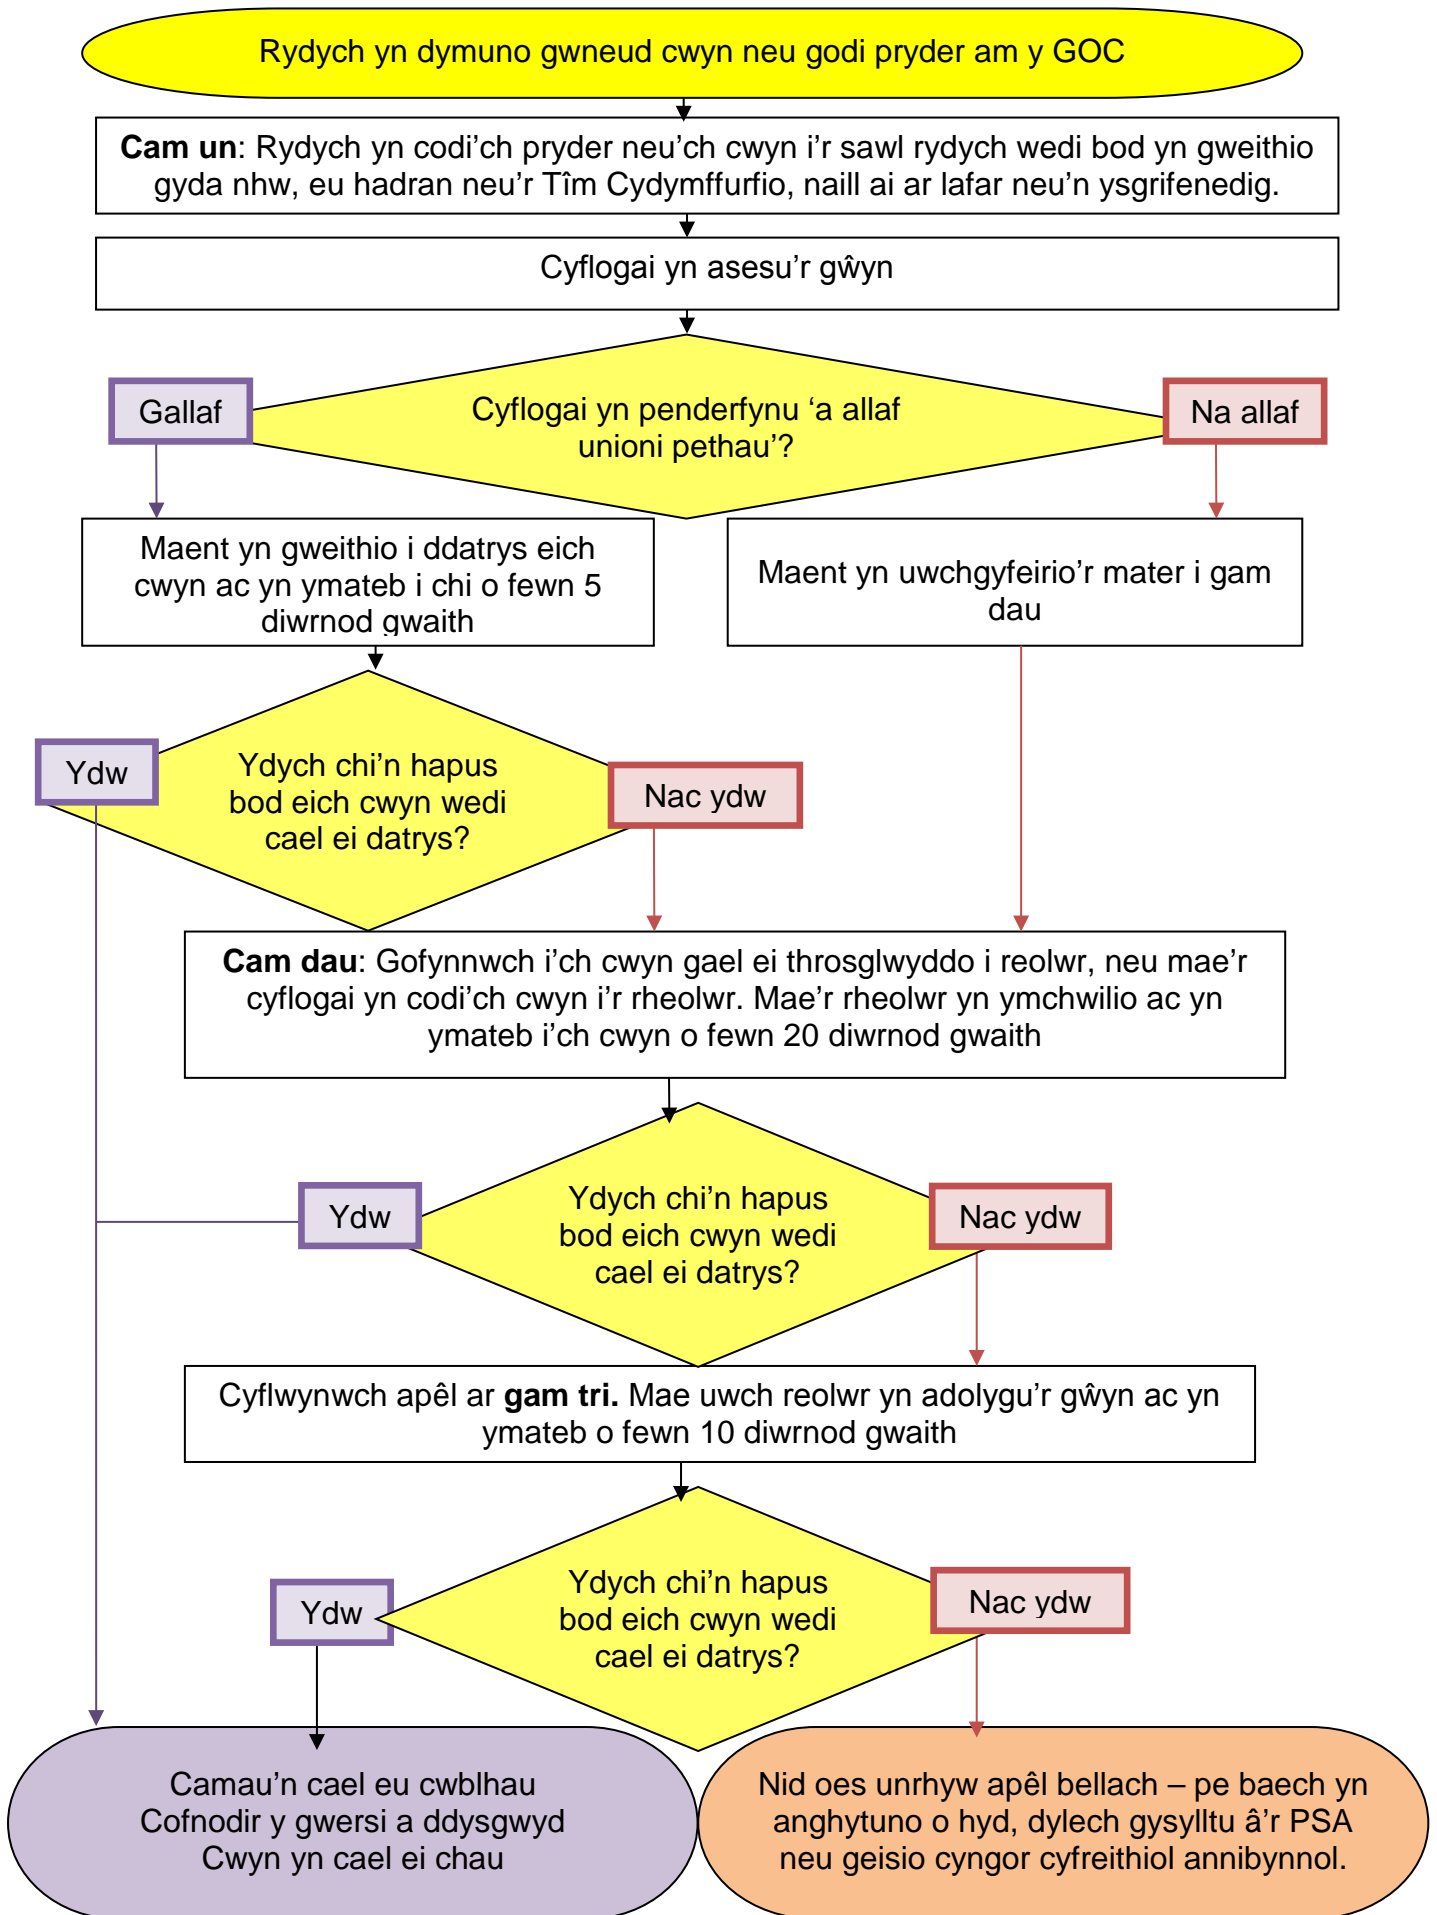 Rydych yn dymuno gwneud cwyn neu godi pryder am y GOC
Cam un: Rydych yn codi’ch pryder neu’ch cwyn i’r sawl rydych wedi bod yn gweithio
gyda nhw, eu hadran neu’r Tîm Cydymffurfio, naill ai ar lafar neu’n ysgrifenedig.
Cyflogai yn asesu’r gŵyn
Gallaf
Cyflogai yn penderfynu ‘a allaf
unioni pethau’?
Na allaf
Maent yn gweithio i ddatrys eich
cwyn ac yn ymateb i chi o fewn 5
diwrnod gwaith
Maent yn uwchgyfeirio’r mater i gam
dau
Ydw
Ydych chi’n hapus
bod eich cwyn wedi
cael ei datrys?
Nac ydw
Cam dau: Gofynnwch i’ch cwyn gael ei throsglwyddo i reolwr, neu mae’r
cyflogai yn codi’ch cwyn i’r rheolwr. Mae’r rheolwr yn ymchwilio ac yn
ymateb i’ch cwyn o fewn 20 diwrnod gwaith
Ydw
Ydych chi’n hapus
bod eich cwyn wedi
cael ei datrys?
Nac ydw
Cyflwynwch apêl ar gam tri. Mae uwch reolwr yn adolygu’r gŵyn ac yn
ymateb o fewn 10 diwrnod gwaith
Ydw
Ydych chi’n hapus
bod eich cwyn wedi
cael ei datrys?
Nac ydw
Camau’n cael eu cwblhau
Cofnodir y gwersi a ddysgwyd
Cwyn yn cael ei chau
Nid oes unrhyw apêl bellach – pe baech yn
anghytuno o hyd, dylech gysylltu â’r PSA
neu geisio cyngor cyfreithiol annibynnol.